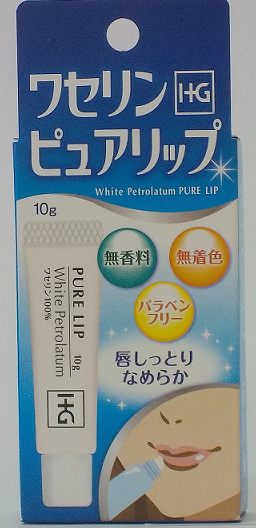 ワセリン HG
ピュアリップ
White Petrolatum PURE LIP
10g
無香料
無着色
パラベン
フリー
唇しっとり
なめらか
PURE LIP 10g
White Petrolatum
ワセリン100%
HG